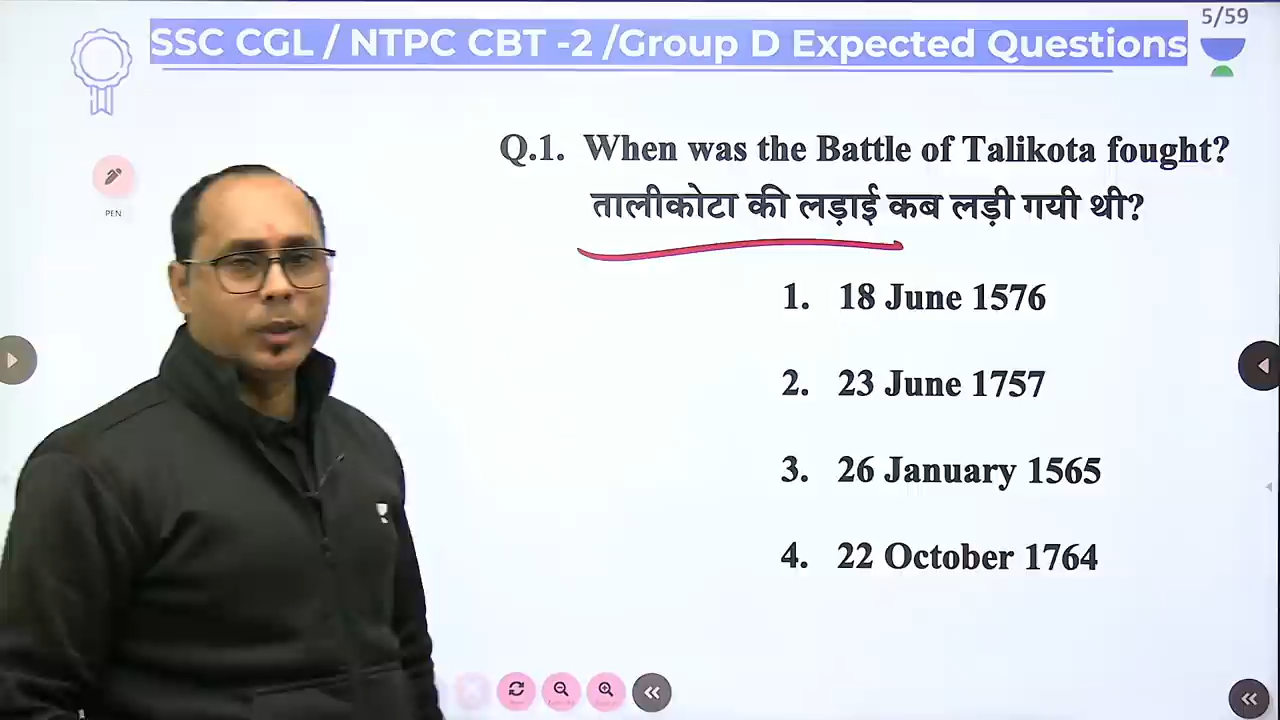 5/59
SSC CGL / NTPC CBT -2 /Group D Expected Questions
Q.1. When was the Battle of Talikota fought?
तालीकोटा की लड़ाई कब लड़ी गयी थी?
PEN
1. 18 June 1576
2. 23 June 1757
3. 26 January 1565
4. 22 October 1764